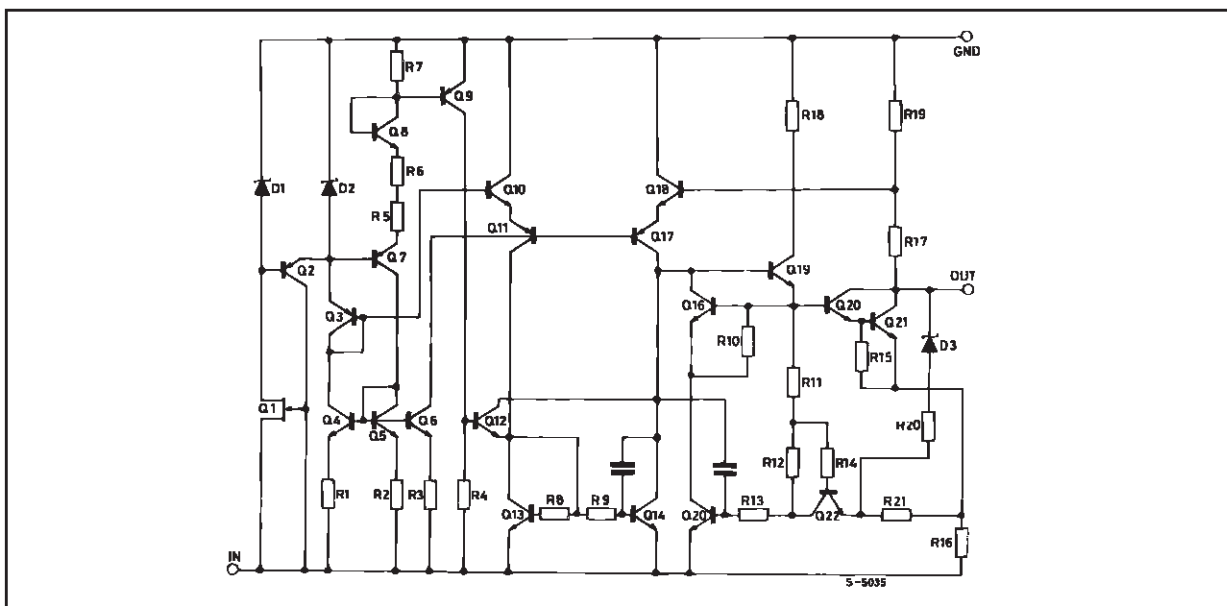 GND
R7
Q9
Q8
R18
R19
R6
D1
D2
Q10
Q18
R5
Q11
Q17
R17
Q7
Q2
Q19
OUT
Q3
Q16
Q20
Q21
R10
R15
D3
R11
Q1
Q4
Q5
Q6
Q12
R20
R12
R14
R1
R2
R3
R4
R8
R9
R13
Q13
Q14
Q20
Q22
R21
R16
IN
S-5035